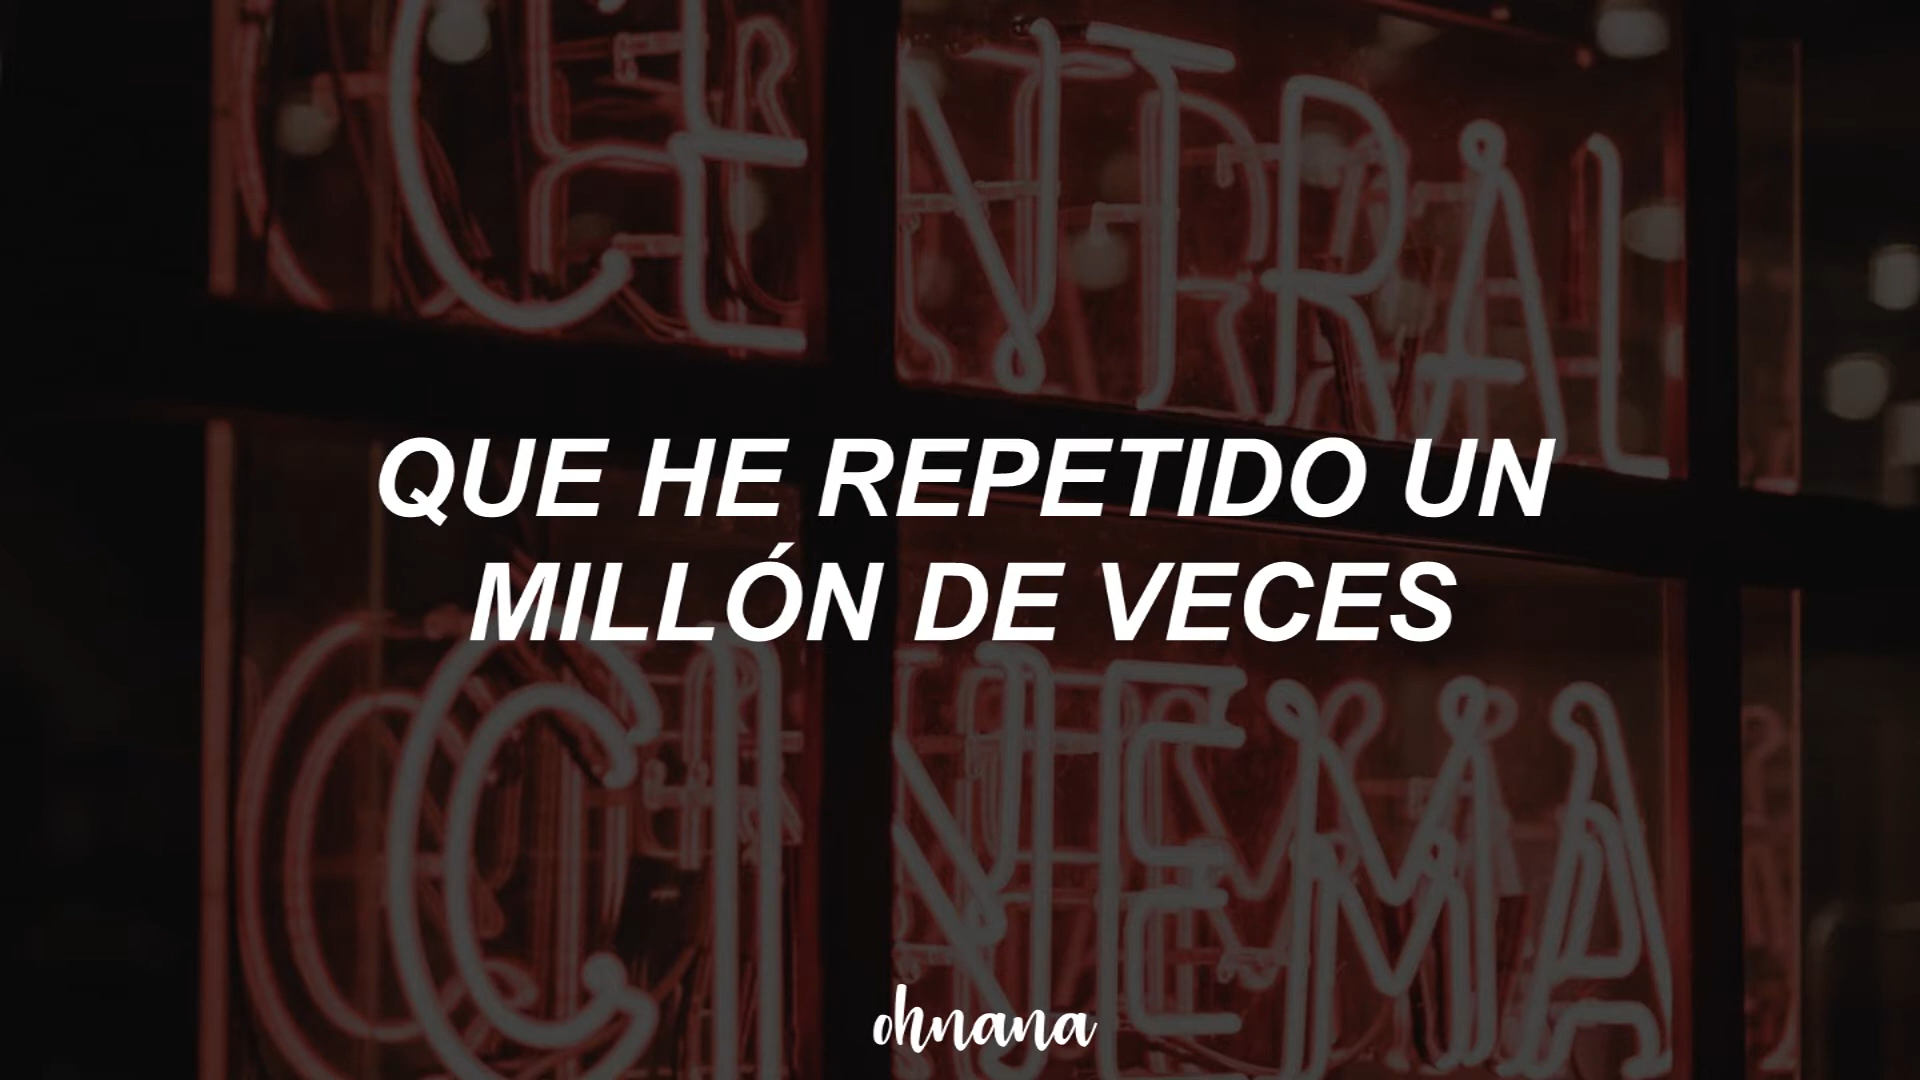 CENTRAL
QUE HE REPETIDO UN
MILLÓN DE VECES
CINEMA
ohnana